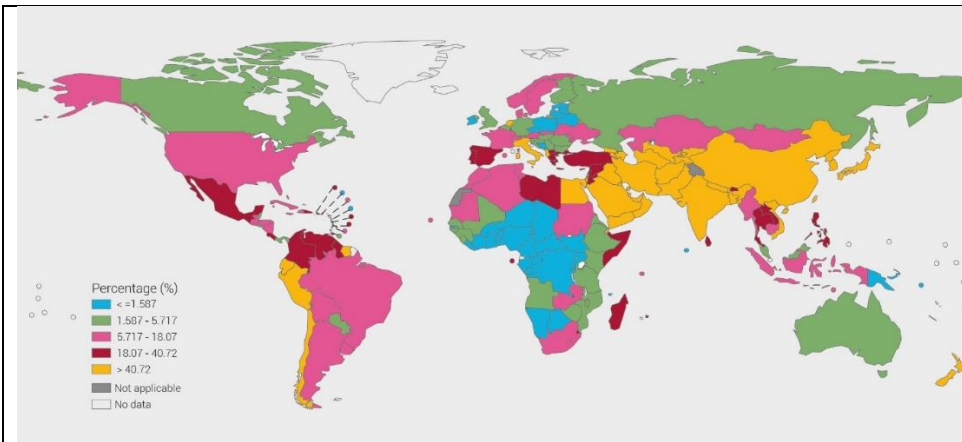 Percentage (%)
< =1.587
1.587 - 5.717
5.717 - 18.07
18.07 - 40.72
> 40.72
Not applicable
No data